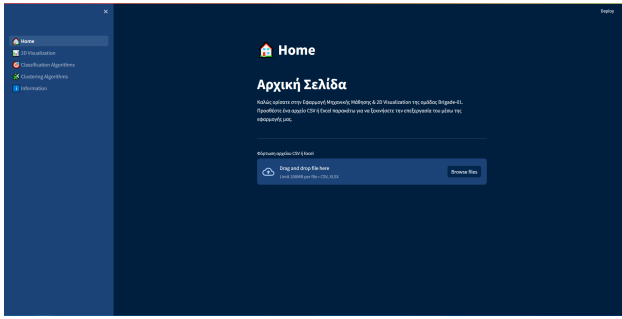 ×
Deploy
Home
2D Visualization
Classification Algorithms
Clustering Algorithms
Information
Home
Αρχική Σελίδα
Καλώς ορίσατε στην Εφαρμογή Μηχανικής Μάθησης & 2D Visualization της ομάδας Brigade-01.
Προσθέστε ένα αρχείο CSV ή Excel παρακάτω για να ξεκινήσετε την επεξεργασία του μέσω της
εφαρμογής μας.
Φόρτωση αρχείου CSV ή Excel
Drag and drop file here
Limit 200MB per file • CSV, XLSX
Browse files